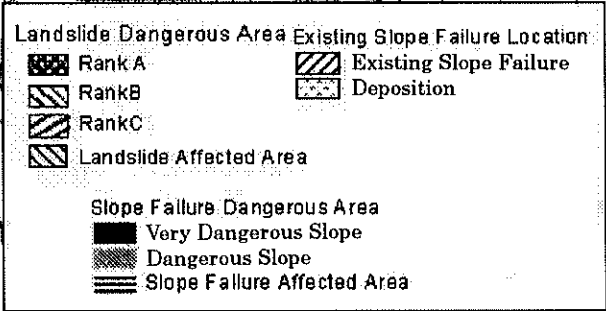 Landslide Dangerous Area
Rank A
RankB
RankC
Landslide Affected Area
Existing Slope Failure Location
Existing Slope Failure
Deposition
Slope Failure Dangerous Area
Very Dangerous Slope
Dangerous Slope
Slope Failure Affected Area